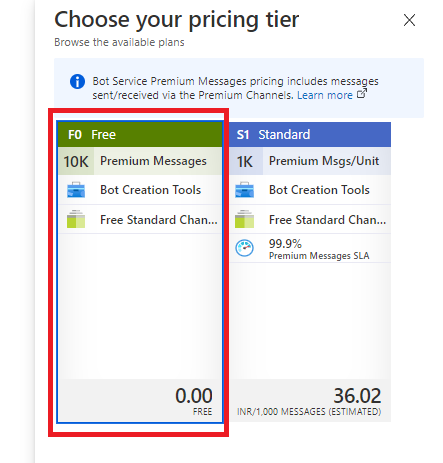 Choose your pricing tier
Browse the available plans
Bot Service Premium Messages pricing includes messages
sent/received via the Premium Channels. Learn more
F0 Free
10K Premium Messages
Bot Creation Tools
Free Standard Chan...
0.00
FREE
S1 Standard
1K Premium Msgs/Unit
Bot Creation Tools
Free Standard Chan...
99.9%
Premium Messages SLA
36.02
INR/1,000 MESSAGES (ESTIMATED)